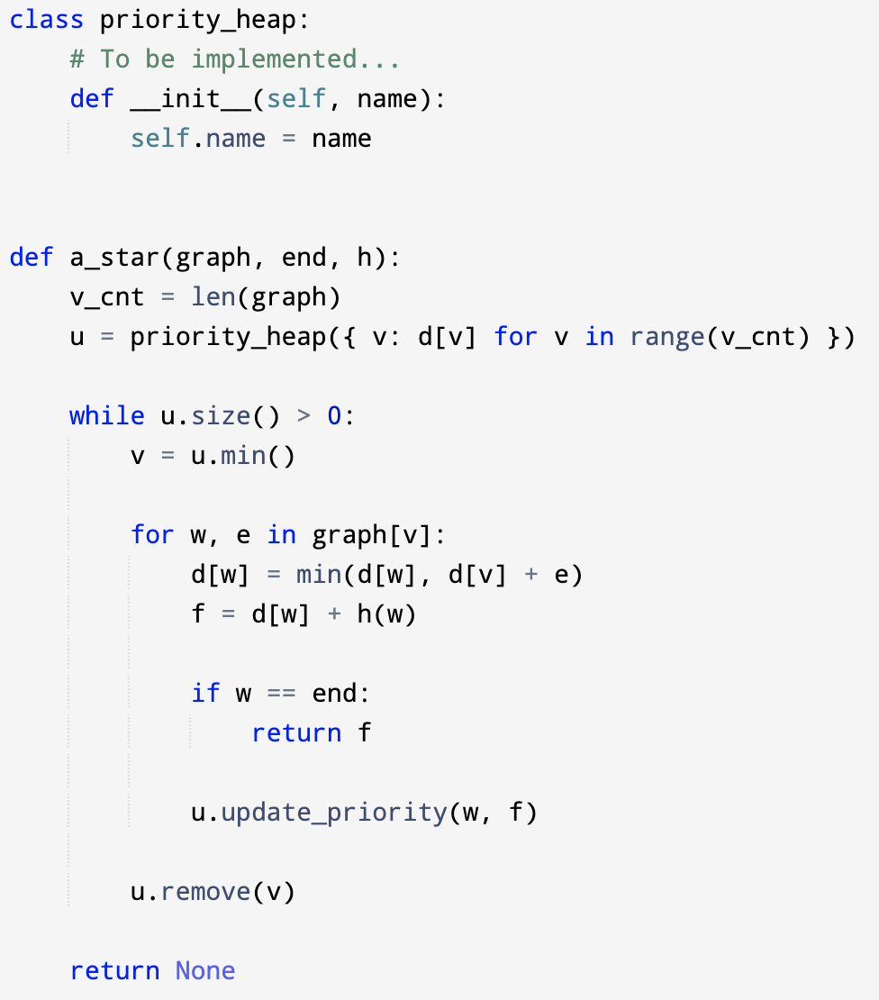 class priority_heap:
    # To be implemented...
    def __init__(self, name):
        self.name = name
def a_star(graph, end, h):
    v_cnt = len(graph)
    u = priority_heap({ v: d[v] for v in range(v_cnt) })
    while u.size() > 0:
        v = u.min()
        for w, e in graph[v]:
            d[w] = min(d[w], d[v] + e)
            f = d[w] + h(w)
            if w == end:
                return f
            u.update_priority(w, f)
        u.remove(v)
    return None